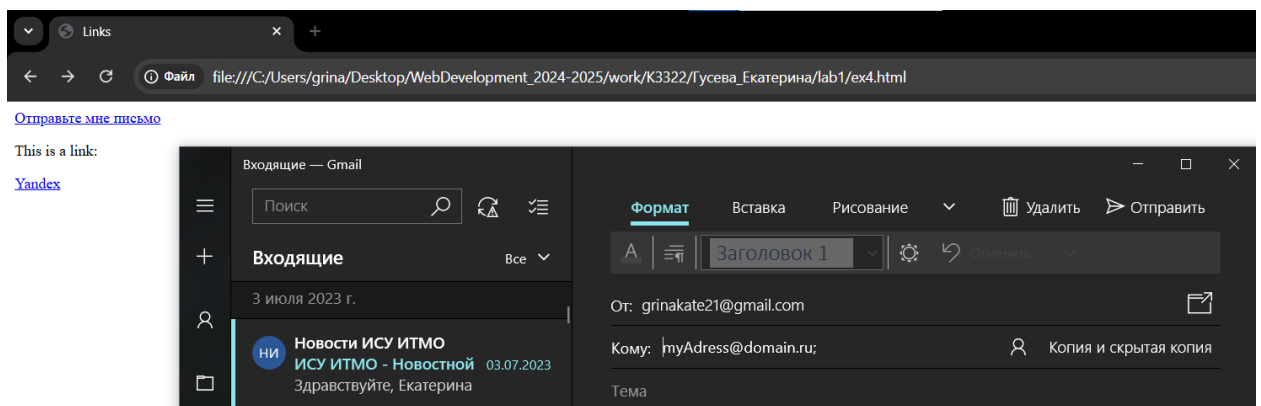 Links
Файл file:///C:/Users/grina/Desktop/WebDevelopment_2024-2025/work/K3322/Гусева_Екатерина/lab1/ex4.html
Отправьте мне письмо
This is a link:
Yandex
Входящие — Gmail
Поиск
Входящие
Все
3 июля 2023 г.
НИ
Новости ИСУ ИТМО
ИСУ ИТМО - Новостной 03.07.2023
Здравствуйте, Екатерина
Формат Вставка Рисование Удалить Отправить
A Заголовок 1 Отменить
От: grinakate21@gmail.com
Кому: myAdress@domain.ru; Копия и скрытая копия
Тема